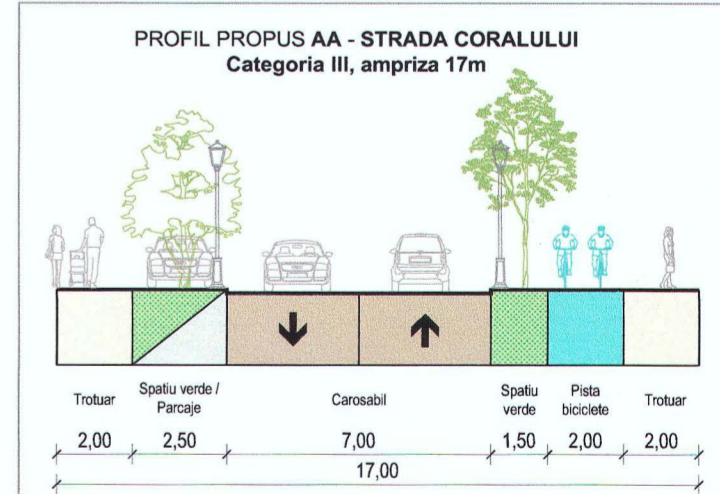 PROFIL PROPUS AA - STRADA CORALULUI
Categoria III, ampriza 17m
Trotuar
Spatiu verde /
Parcaje
Carosabil
Spatiu
verde
Pista
biciclete
Trotuar
2,00 2,50 7,00 1,50 2,00 2,00
17,00